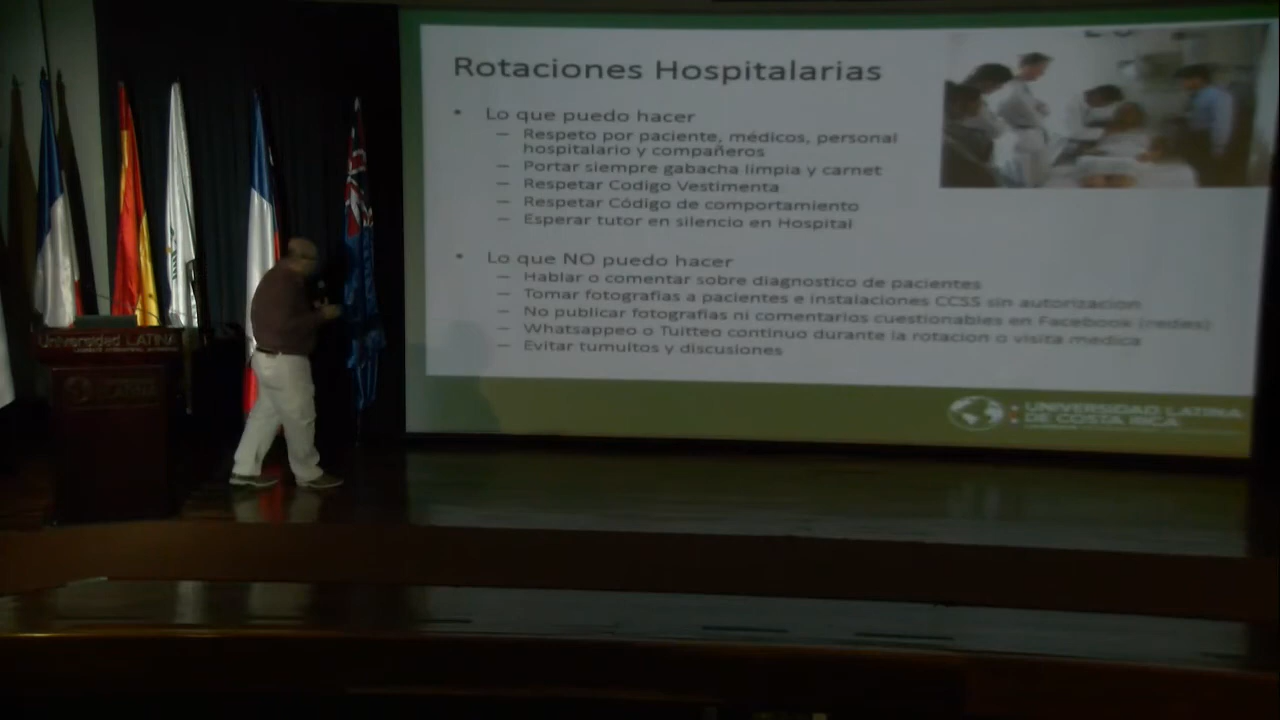 Rotaciones Hospitalarias
• Lo que puedo hacer
– Respeto por paciente, médicos, personal
hospitalario y compañeros
– Portar siempre gabacha limpia y carnet
– Respetar Codigo Vestimenta
– Respetar Código de comportamiento
– Esperar tutor en silencio en Hospital
• Lo que NO puedo hacer
– Hablar o comentar sobre diagnostico de pacientes
– Tomar fotografías a pacientes e instalaciones CCSS sin autorizacion
– No publicar fotografías ni comentarios cuestionables en Facebook (redes)
– Whatsappeo o Tuitteo continuo durante la rotacion o visita medica
– Evitar tumultos y discusiones
UNIVERSIDAD LATINA
DE COSTA RICA
Universidad LATINA